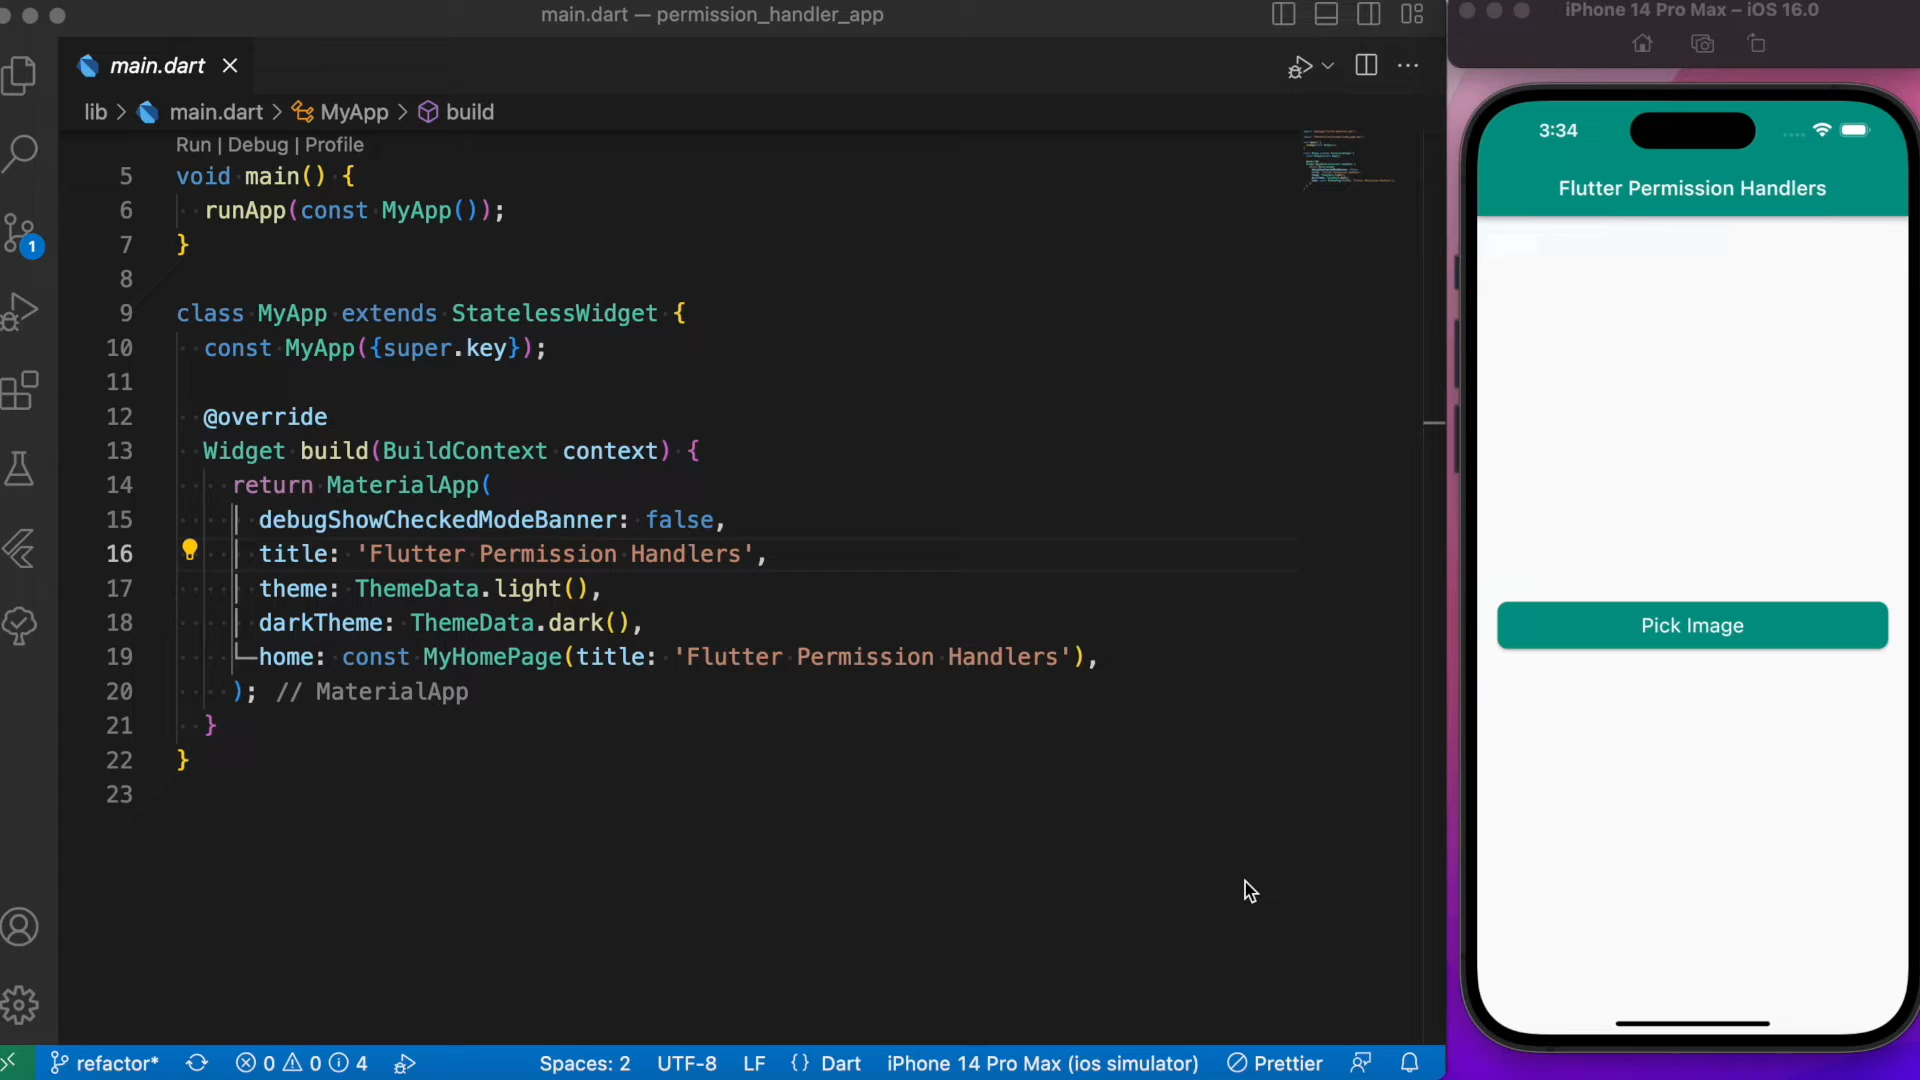 main.dart — permission_handler_app
main.dart
lib > main.dart > MyApp > build
Run | Debug | Profile
5 void main() {
6 runApp(const MyApp());
7 }
8
9 class MyApp extends StatelessWidget {
10 const MyApp({super.key});
11
12 @override
13 Widget build(BuildContext context) {
14 return MaterialApp(
15 debugShowCheckedModeBanner: false,
16 title: 'Flutter Permission Handlers',
17 theme: ThemeData.light(),
18 darkTheme: ThemeData.dark(),
19 home: const MyHomePage(title: 'Flutter Permission Handlers'),
20 ); // MaterialApp
21 }
22 }
23
1
refactor* 0 0 4 Spaces: 2 UTF-8 LF {} Dart iPhone 14 Pro Max (ios simulator) Prettier
iPhone 14 Pro Max – iOS 16.0
3:34
Flutter Permission Handlers
Pick Image